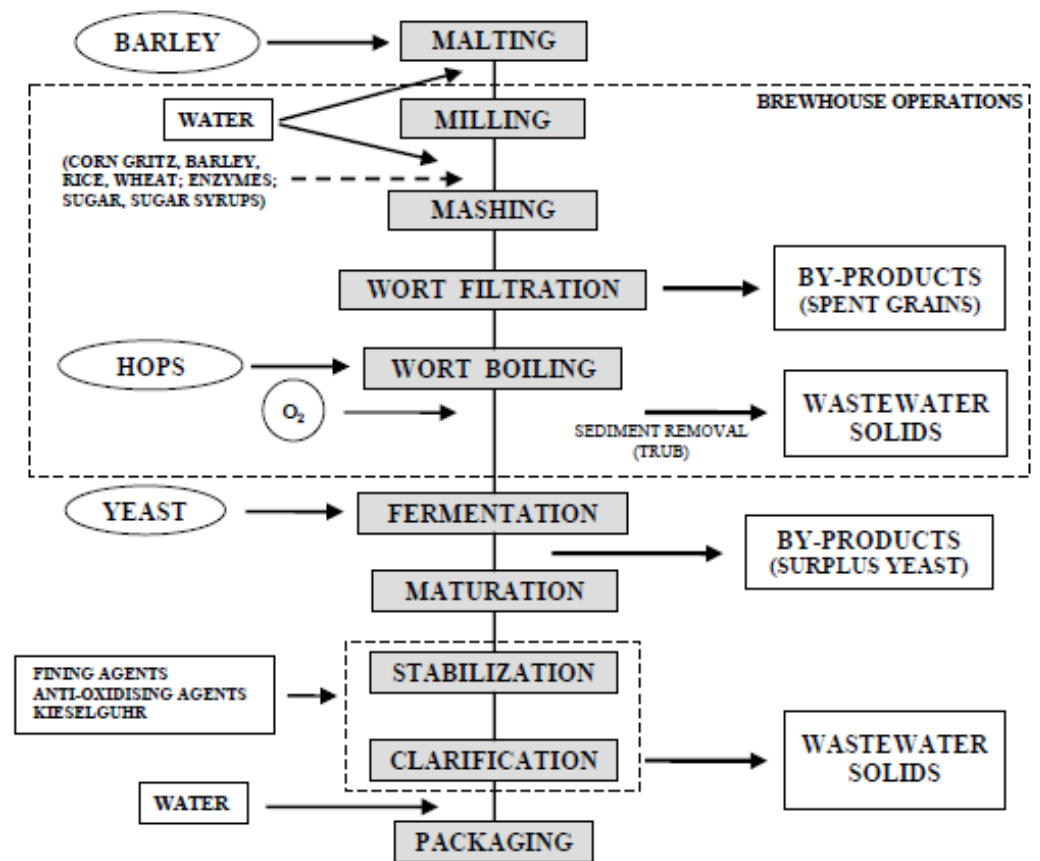 BARLEY
MALTING
BREWHOUSE OPERATIONS
WATER
MILLING
(CORN GRITZ, BARLEY,
RICE, WHEAT; ENZYMES;
SUGAR, SUGAR SYRUPS)
MASHING
WORT FILTRATION
BY-PRODUCTS
(SPENT GRAINS)
HOPS
WORT BOILING
O₂
SEDIMENT REMOVAL
(TRUB)
WASTEWATER
SOLIDS
YEAST
FERMENTATION
BY-PRODUCTS
(SURPLUS YEAST)
MATURATION
FINING AGENTS
ANTI-OXIDISING AGENTS
KIESELGUHR
STABILIZATION
CLARIFICATION
WASTEWATER
SOLIDS
WATER
PACKAGING